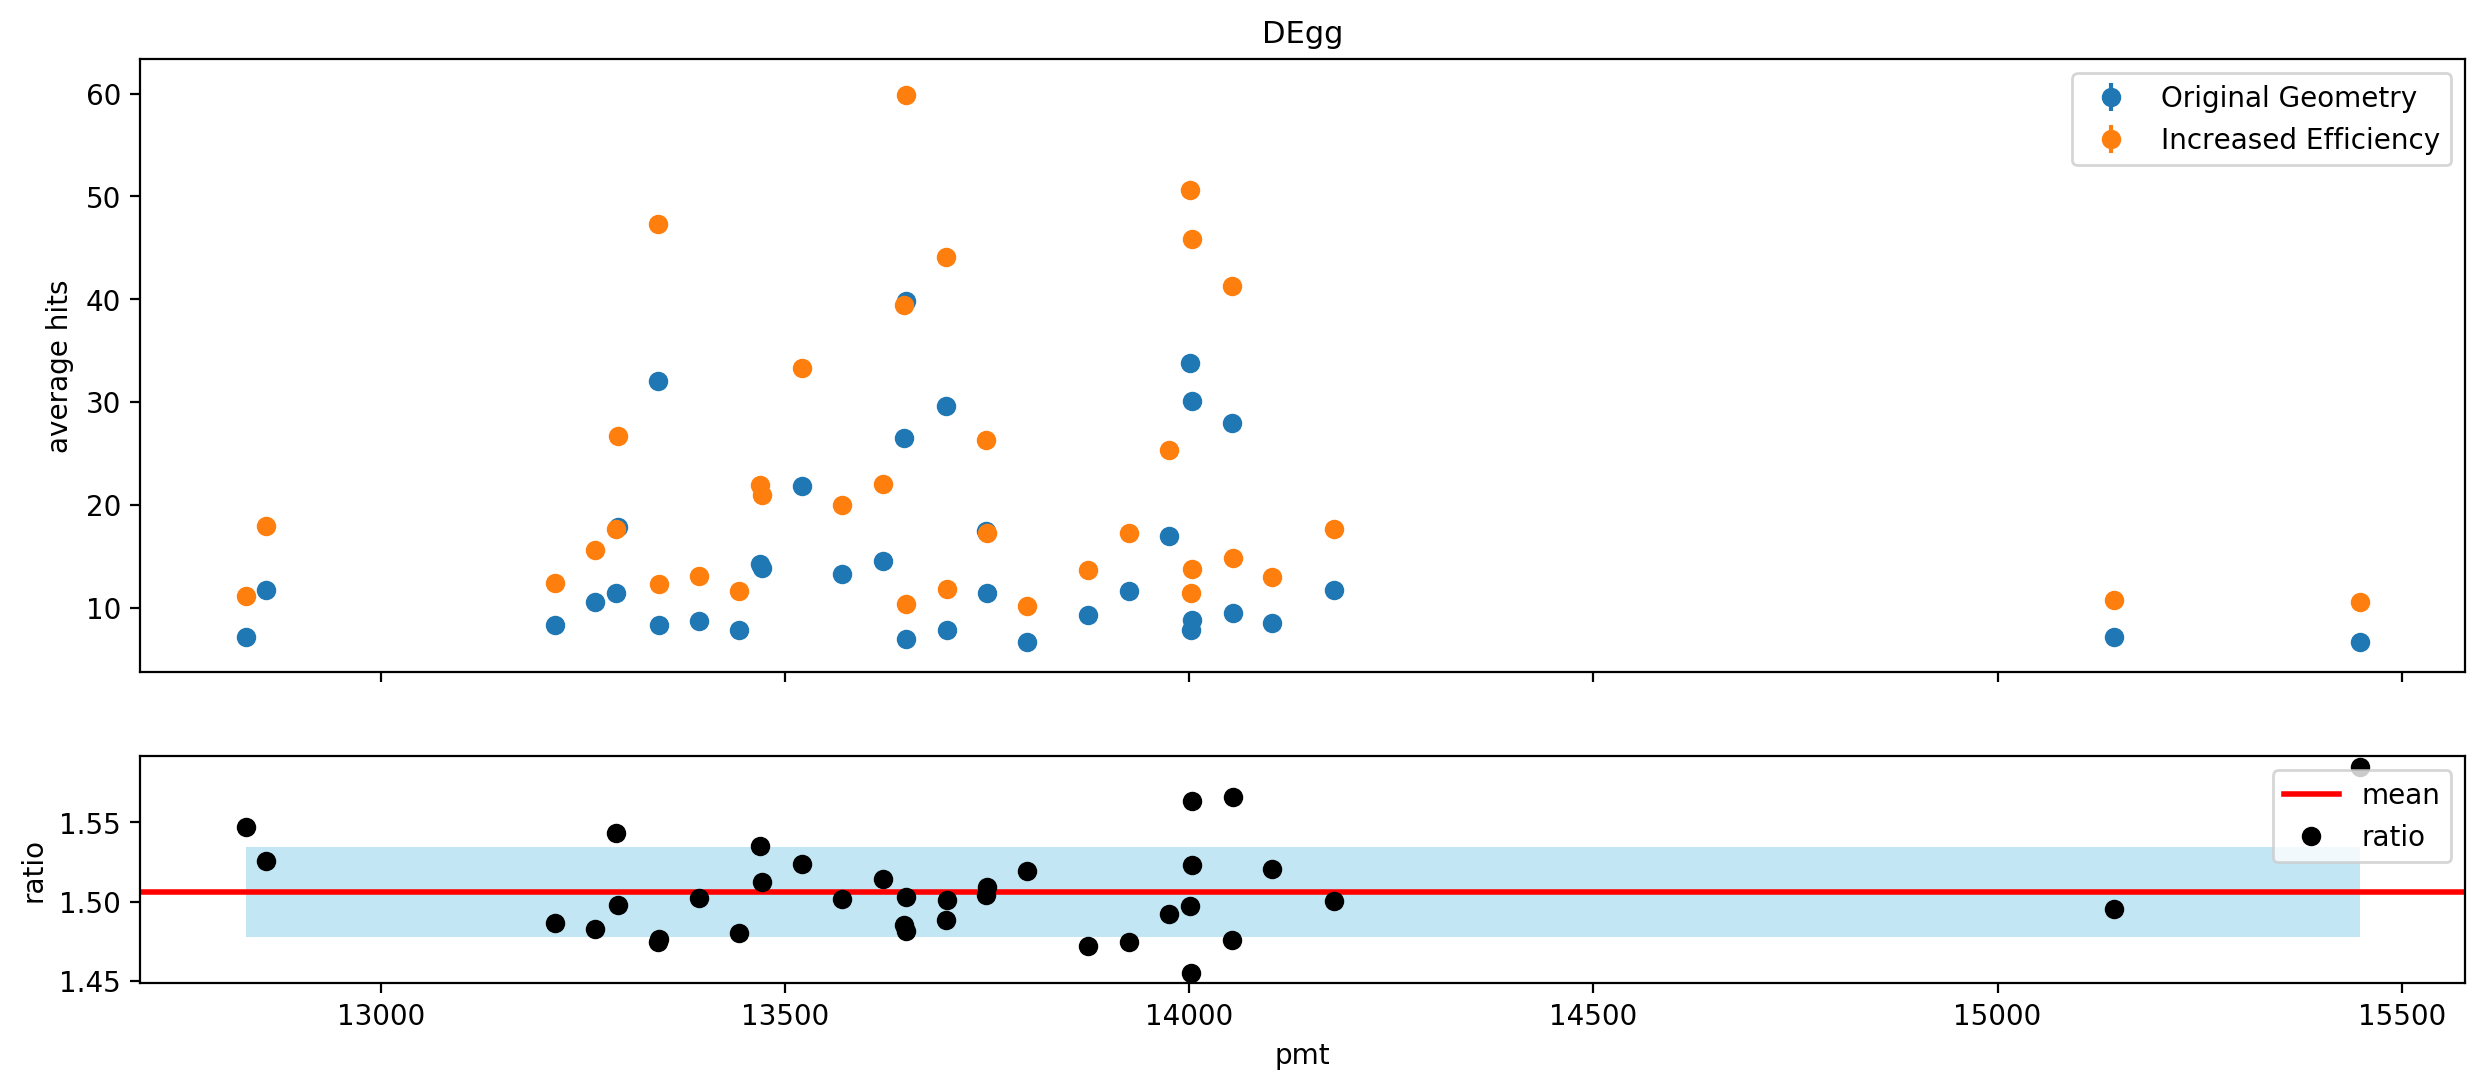 DEgg
60
50
40
30
20
10
average hits
Original Geometry
Increased Efficiency
1.55
1.50
1.45
ratio
mean
ratio
13000 13500 14000 14500 15000 15500
pmt